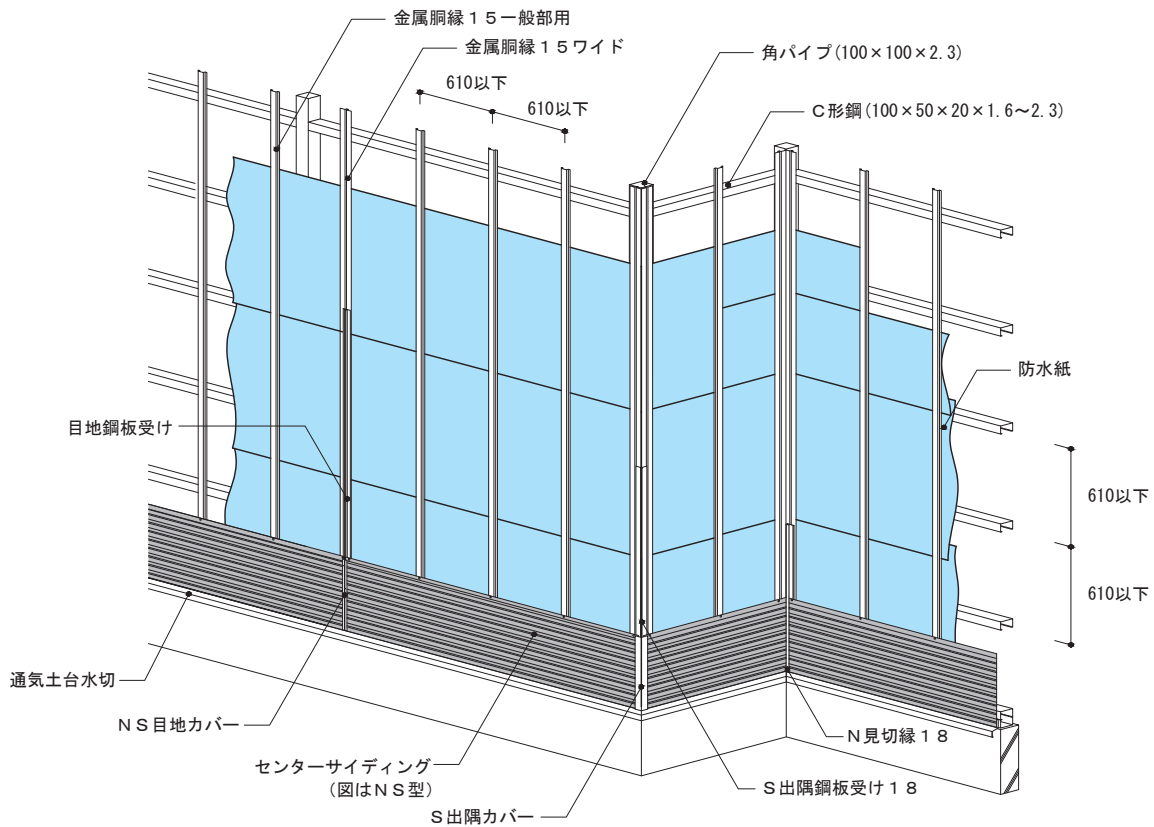 金属胴縁１５一般部用
金属胴縁１５ワイド
610以下
610以下
角パイプ(100×100×2.3)
Ｃ形鋼(100×50×20×1.6～2.3)
防水紙
目地鋼板受け
610以下
610以下
通気土台水切
ＮＳ目地カバー
センターサイディング
(図はＮＳ型)
Ｓ出隅カバー
Ｎ見切縁１８
Ｓ出隅鋼板受け１８